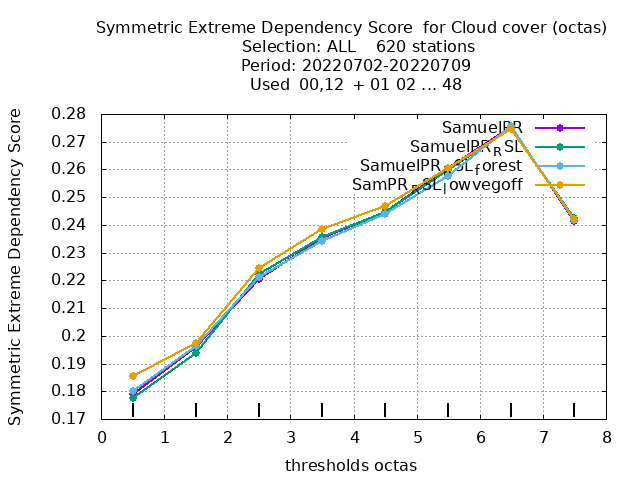 Symmetric Extreme Dependency Score  for Cloud cover (octas)
Selection: ALL    620 stations
Period: 20220702-20220709
Used  00,12  + 01 02 ... 48
Symmetric Extreme Dependency Score
0.28
0.27
0.26
0.25
0.24
0.23
0.22
0.21
0.2
0.19
0.18
0.17
SamuelPR
SamuelPR_RSL
SamuelPR_RSL_forest
SamPR_RSL_lowvegoff
0 1 2 3 4 5 6 7 8
thresholds octas